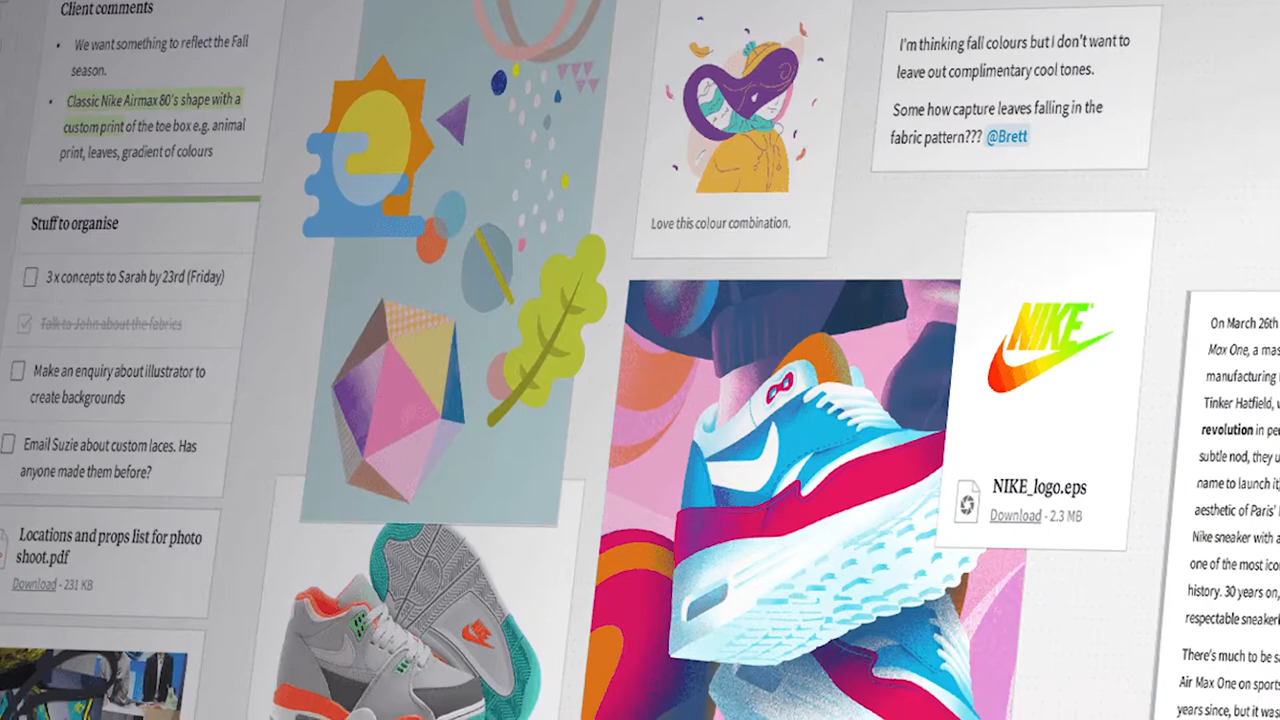 Client comments
• We want something to reflect the Fall
season.
• Classic Nike Airmax 80's shape with a
custom print of the toe box e.g. animal
print, leaves, gradient of colours
Stuff to organise
3 x concepts to Sarah by 23rd (Friday)
Talk to John about the fabrics
Make an enquiry about illustrator to
create backgrounds
Email Suzie about custom laces. Has
anyone made them before?
Locations and props list for photo
shoot.pdf
Download - 231 KB
Love this colour combination.
I'm thinking fall colours but I don't want to
leave out complimentary cool tones.
Some how capture leaves falling in the
fabric pattern??? @Brett
NIKE
NIKE_logo.eps
Download - 2.3 MB
On March 26th
Max One, a mas
manufacturing
Tinker Hatfield,
revolution in pe
subtle nod, they u
name to launch it
aesthetic of Paris'
Nike sneaker with a
one of the most ico
history. 30 years on,
respectable sneaker
There's much to be sa
Air Max One on sports
years since, but it was